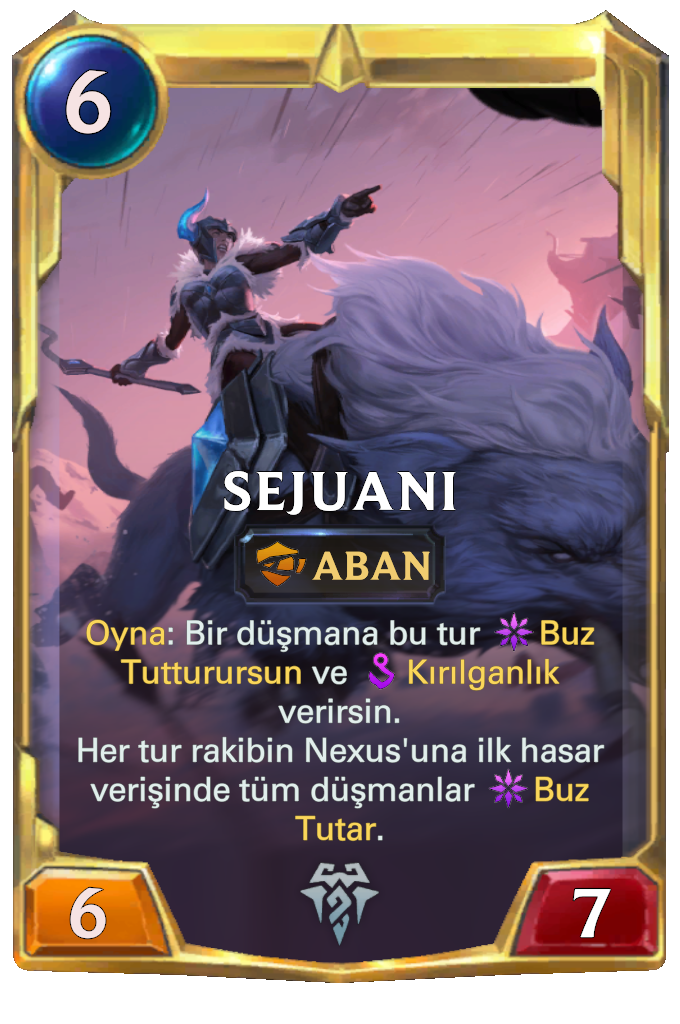 6
SEJUANI
ABAN
Oyna: Bir düşmana bu tur Buz
Tutturursun ve Kırılganlık
verirsin.
Her tur rakibin Nexus'una ilk hasar
verişinde tüm düşmanlar Buz
Tutar.
6
7